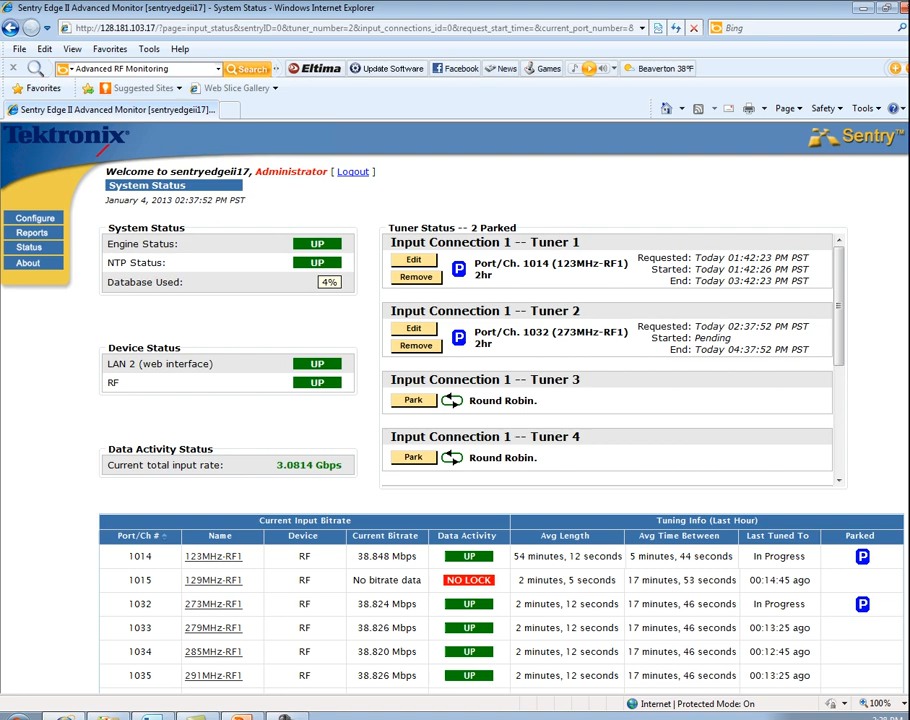 Sentry Edge II Advanced Monitor [sentryedgeii17] - System Status - Windows Internet Explorer
http://128.181.103.17/?page=input_status&sentryID=0&tuner_number=2&input_connections_id=0&request_start_time=&current_port_number=8
Bing
File Edit View Favorites Tools Help
Advanced RF Monitoring Search Eltima Update Software Facebook News Games Beaverton 38°F
Favorites Suggested Sites Web Slice Gallery
Sentry Edge II Advanced Monitor [sentryedgeii17]... Page Safety Tools
Tektronix
Sentry™
Welcome to sentryedgeii17, Administrator [ Logout ]
System Status
January 4, 2013 02:37:52 PM PST
Configure
Reports
Status
About
System Status
Engine Status: UP
NTP Status: UP
Database Used: 4%
Device Status
LAN 2 (web interface) UP
RF UP
Data Activity Status
Current total input rate: 3.0814 Gbps
Tuner Status -- 2 Parked
Input Connection 1 -- Tuner 1
Edit
Remove
P
Port/Ch. 1014 (123MHz-RF1)
2hr
Requested: Today 01:42:23 PM PST
Started: Today 01:42:26 PM PST
End: Today 03:42:23 PM PST
Input Connection 1 -- Tuner 2
Edit
Remove
P
Port/Ch. 1032 (273MHz-RF1)
2hr
Requested: Today 02:37:52 PM PST
Started: Pending
End: Today 04:37:52 PM PST
Input Connection 1 -- Tuner 3
Park Round Robin.
Input Connection 1 -- Tuner 4
Park Round Robin.
Current Input Bitrate Tuning Info (Last Hour)
Port/Ch # Name Device Current Bitrate Data Activity Avg Length Avg Time Between Last Tuned To Parked
1014 123MHz-RF1 RF 38.848 Mbps UP 54 minutes, 12 seconds 5 minutes, 44 seconds In Progress P
1015 129MHz-RF1 RF No bitrate data NO LOCK 2 minutes, 5 seconds 17 minutes, 53 seconds 00:14:45 ago
1032 273MHz-RF1 RF 38.824 Mbps UP 2 minutes, 12 seconds 17 minutes, 46 seconds In Progress P
1033 279MHz-RF1 RF 38.826 Mbps UP 2 minutes, 12 seconds 17 minutes, 46 seconds 00:13:25 ago
1034 285MHz-RF1 RF 38.820 Mbps UP 2 minutes, 12 seconds 17 minutes, 46 seconds 00:12:45 ago
1035 291MHz-RF1 RF 38.826 Mbps UP 2 minutes, 12 seconds 17 minutes, 46 seconds 00:13:25 ago
Internet | Protected Mode: On 100%